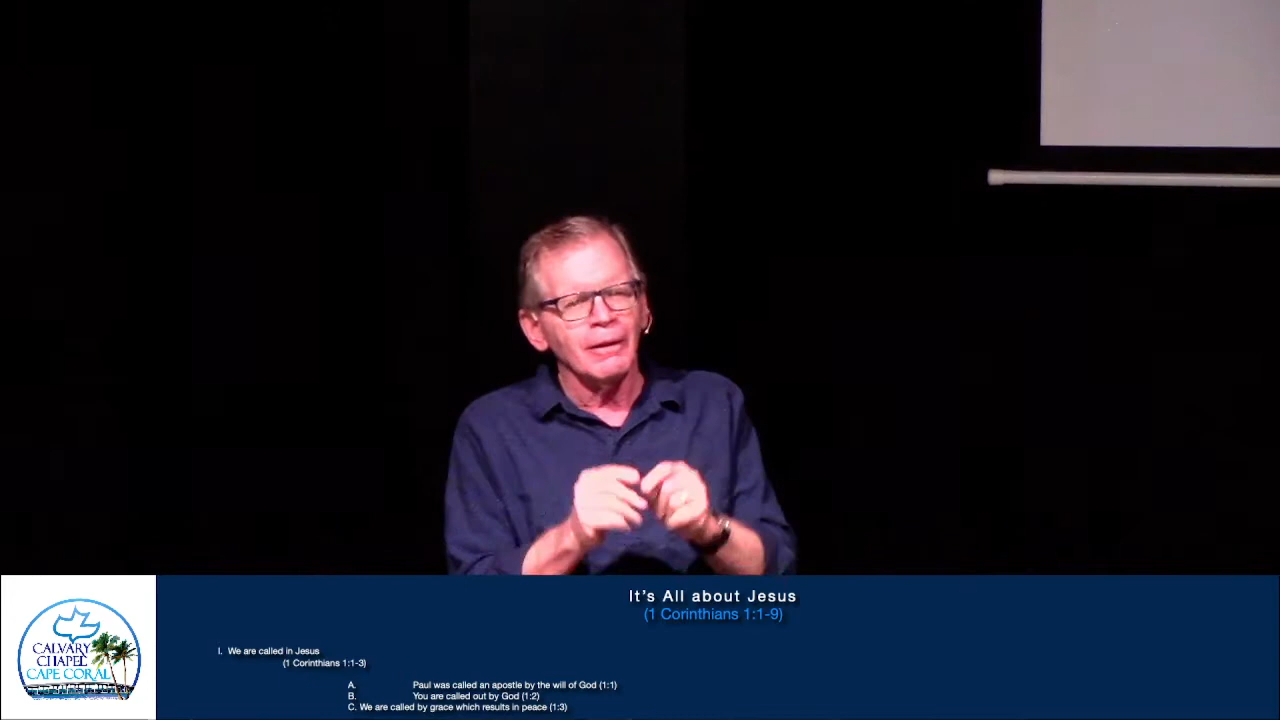 It's All about Jesus
(1 Corinthians 1:1-9)
I. We are called in Jesus
(1 Corinthians 1:1-3)
A. Paul was called an apostle by the will of God (1:1)
B. You are called out by God (1:2)
C. We are called by grace which results in peace (1:3)
CALVARY
CHAPEL
CAPE CORAL